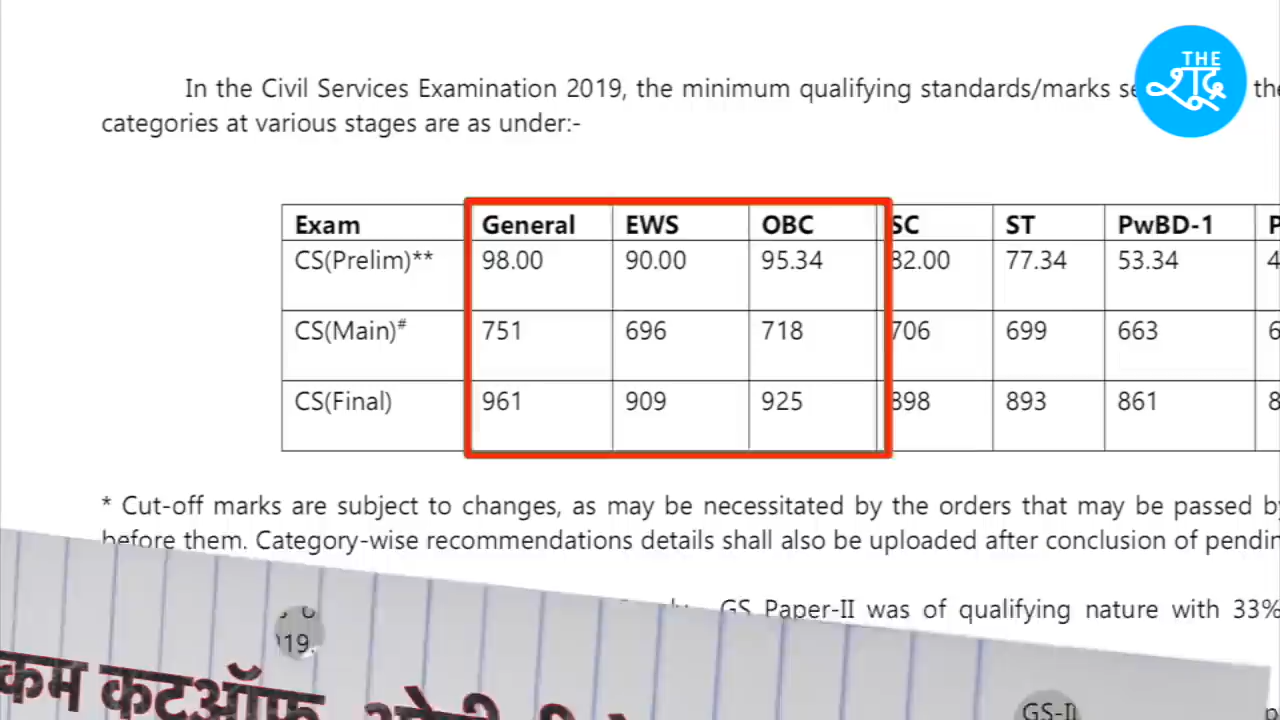 THE
शब्द
In the Civil Services Examination 2019, the minimum qualifying standards/marks se
categories at various stages are as under:-
Exam General EWS OBC SC ST PwBD-1
CS(Prelim)** 98.00 90.00 95.34 82.00 77.34 53.34
CS(Main)# 751 696 718 706 699 663
CS(Final) 961 909 925 898 893 861
* Cut-off marks are subject to changes, as may be necessitated by the orders that may be passed by
before them. Category-wise recommendations details shall also be uploaded after conclusion of pendin
GS Paper-II was of qualifying nature with 33%
19
कम कटऑफ
GS-II